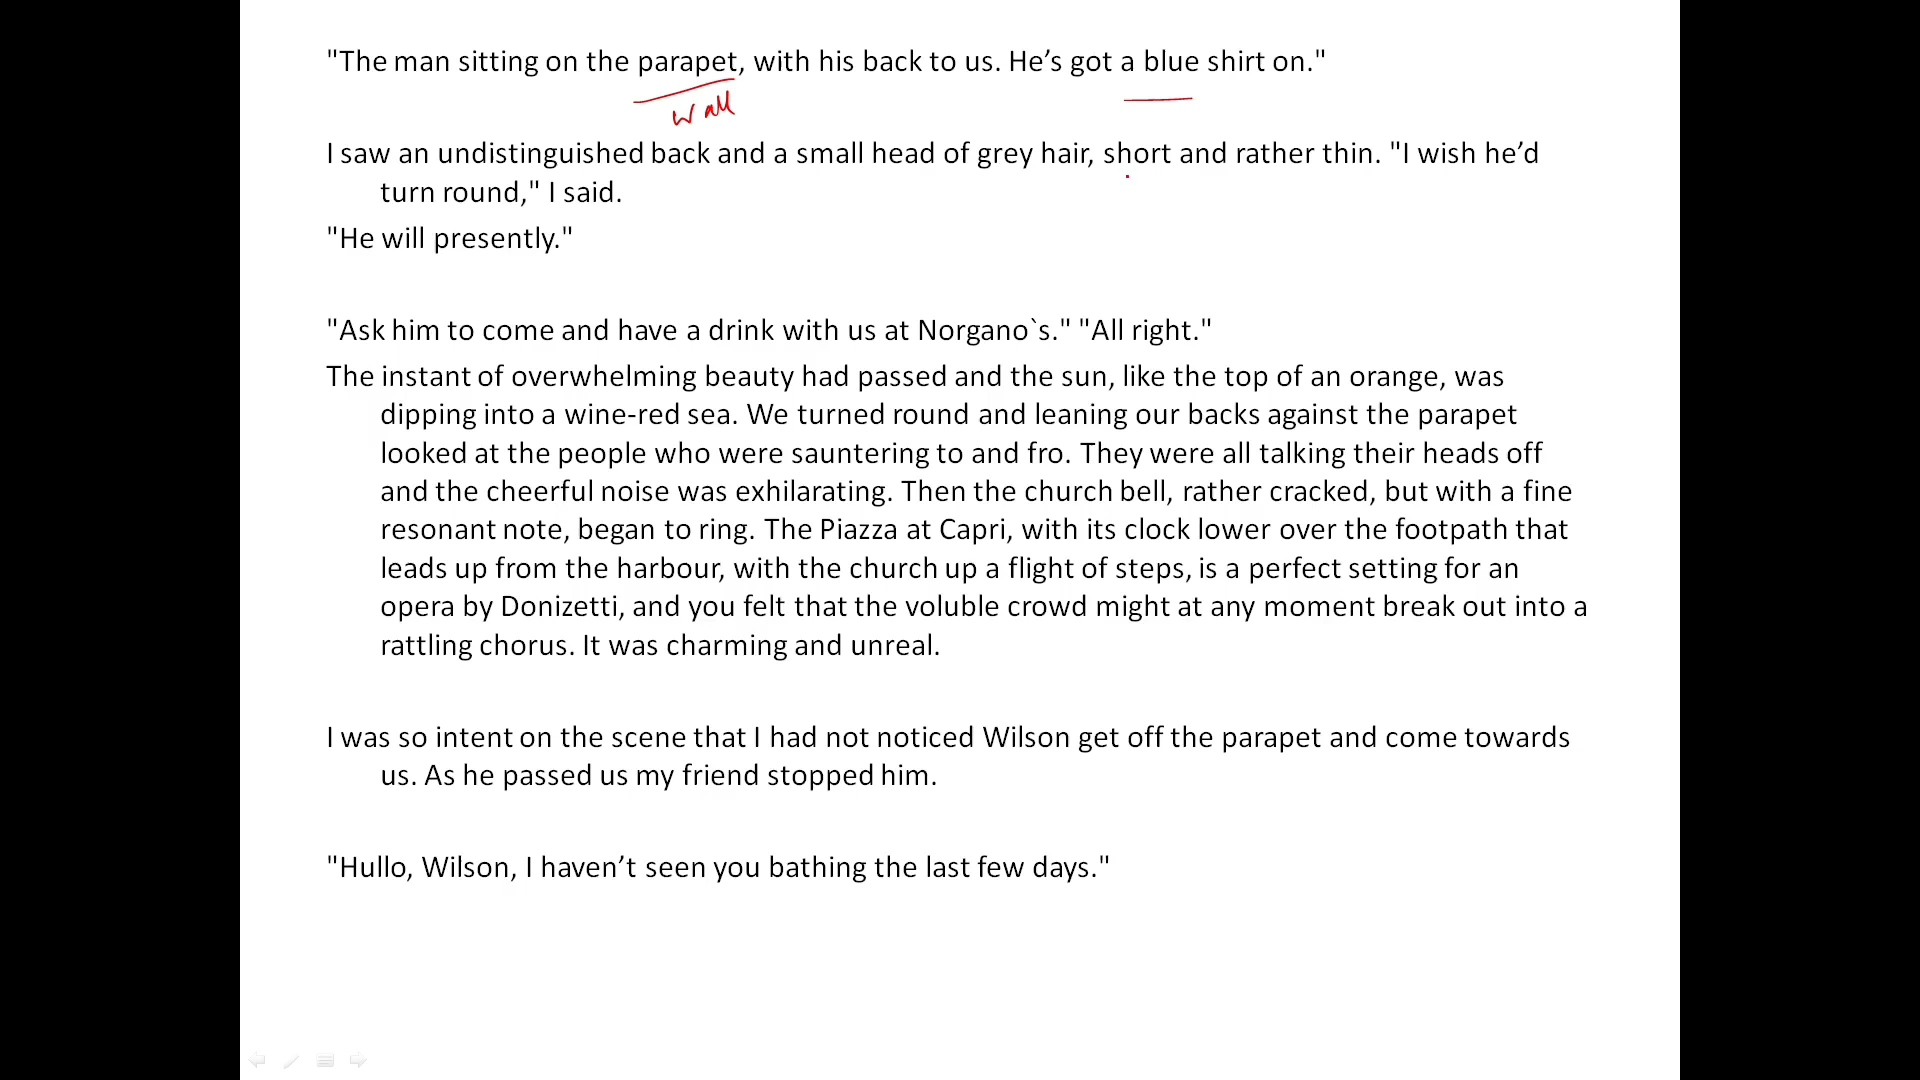 "The man sitting on the parapet, with his back to us. He’s got a blue shirt on."
wall
I saw an undistinguished back and a small head of grey hair, short and rather thin. "I wish he’d
turn round," I said.
"He will presently."
"Ask him to come and have a drink with us at Norgano`s." "All right."
The instant of overwhelming beauty had passed and the sun, like the top of an orange, was
dipping into a wine-red sea. We turned round and leaning our backs against the parapet
looked at the people who were sauntering to and fro. They were all talking their heads off
and the cheerful noise was exhilarating. Then the church bell, rather cracked, but with a fine
resonant note, began to ring. The Piazza at Capri, with its clock lower over the footpath that
leads up from the harbour, with the church up a flight of steps, is a perfect setting for an
opera by Donizetti, and you felt that the voluble crowd might at any moment break out into a
rattling chorus. It was charming and unreal.
I was so intent on the scene that I had not noticed Wilson get off the parapet and come towards
us. As he passed us my friend stopped him.
"Hullo, Wilson, I haven’t seen you bathing the last few days."